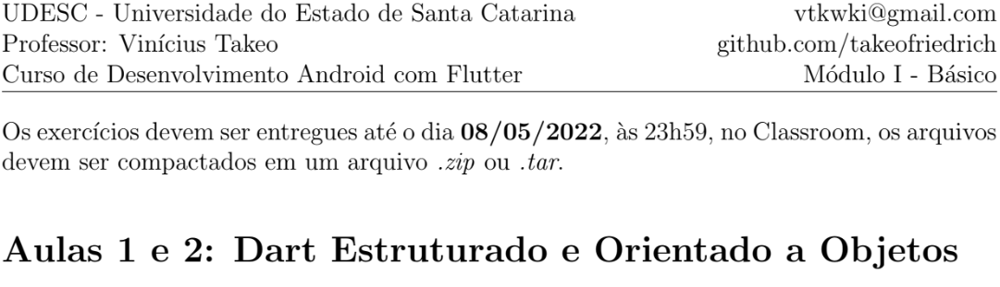 UDESC - Universidade do Estado de Santa Catarina vtkwki@gmail.com
Professor: Vinícius Takeo github.com/takeofriedrich
Curso de Desenvolvimento Android com Flutter Módulo I - Básico
Os exercícios devem ser entregues até o dia 08/05/2022, às 23h59, no Classroom, os arquivos
devem ser compactados em um arquivo .zip ou .tar.
Aulas 1 e 2: Dart Estruturado e Orientado a Objetos